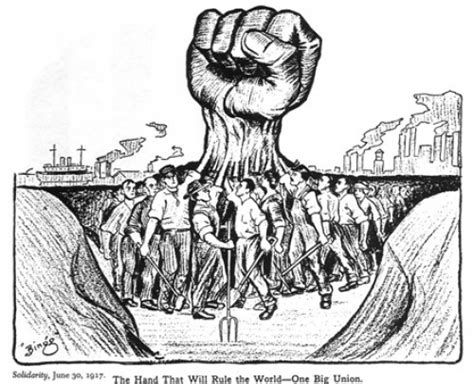 Bingo
Solidarity, June 30, 1917. The Hand That Will Rule the World—One Big Union.